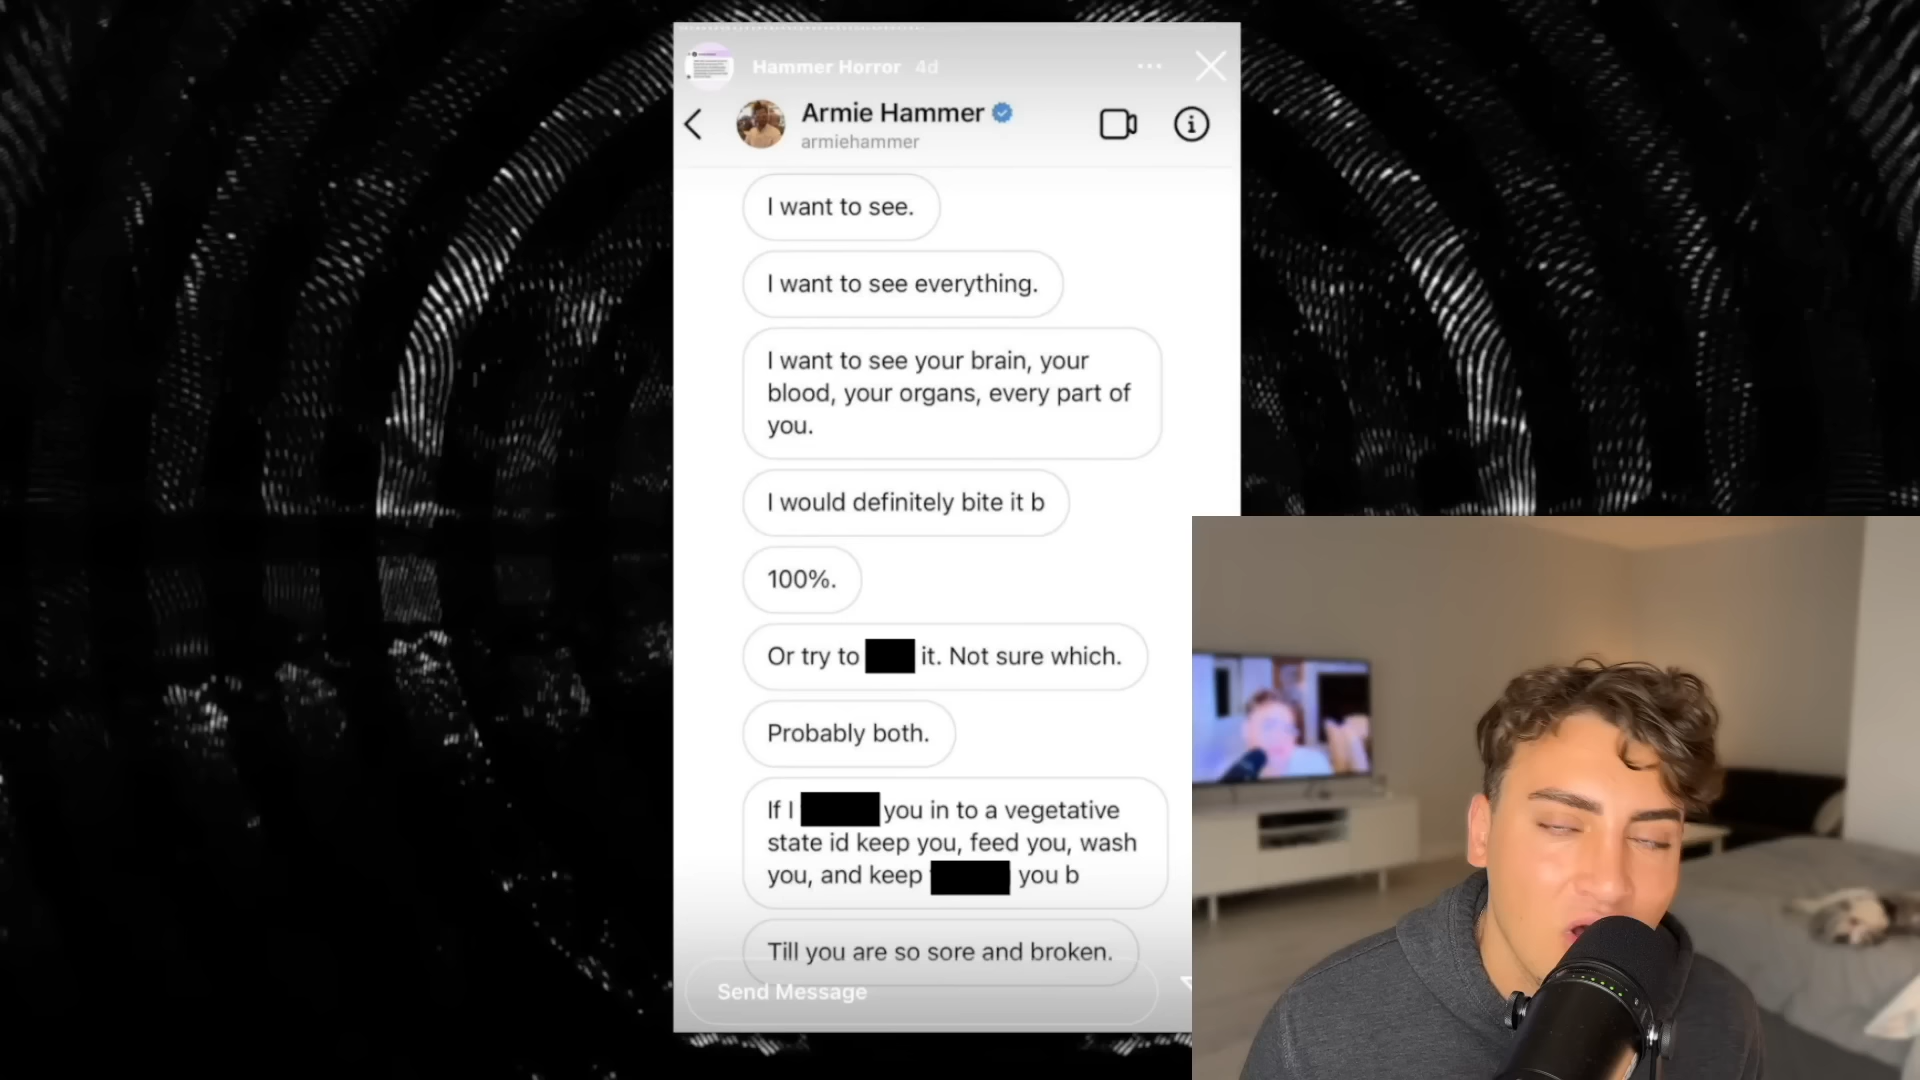 Hammer Horror 4d
Armie Hammer
armiehammer
I want to see.
I want to see everything.
I want to see your brain, your
blood, your organs, every part of
you.
I would definitely bite it b
100%.
Or try to it. Not sure which.
Probably both.
If I you in to a vegetative
state id keep you, feed you, wash
you, and keep you b
Till you are so sore and broken.
Send Message